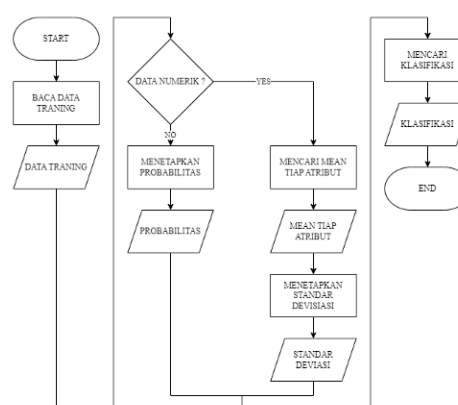 START
BACA DATA
TRANING
DATA TRANING
DATA NUMERIK ?
YES
NO
MENETAPKAN
PROBABILITAS
PROBABILITAS
MENCARI MEAN
TIAP ATRIBUT
MEAN TIAP
ATRIBUT
MENETAPKAN
STANDAR
DEVISIASI
STANDAR
DEVIASI
MENCARI
KLASIFIKASI
KLASIFIKASI
END